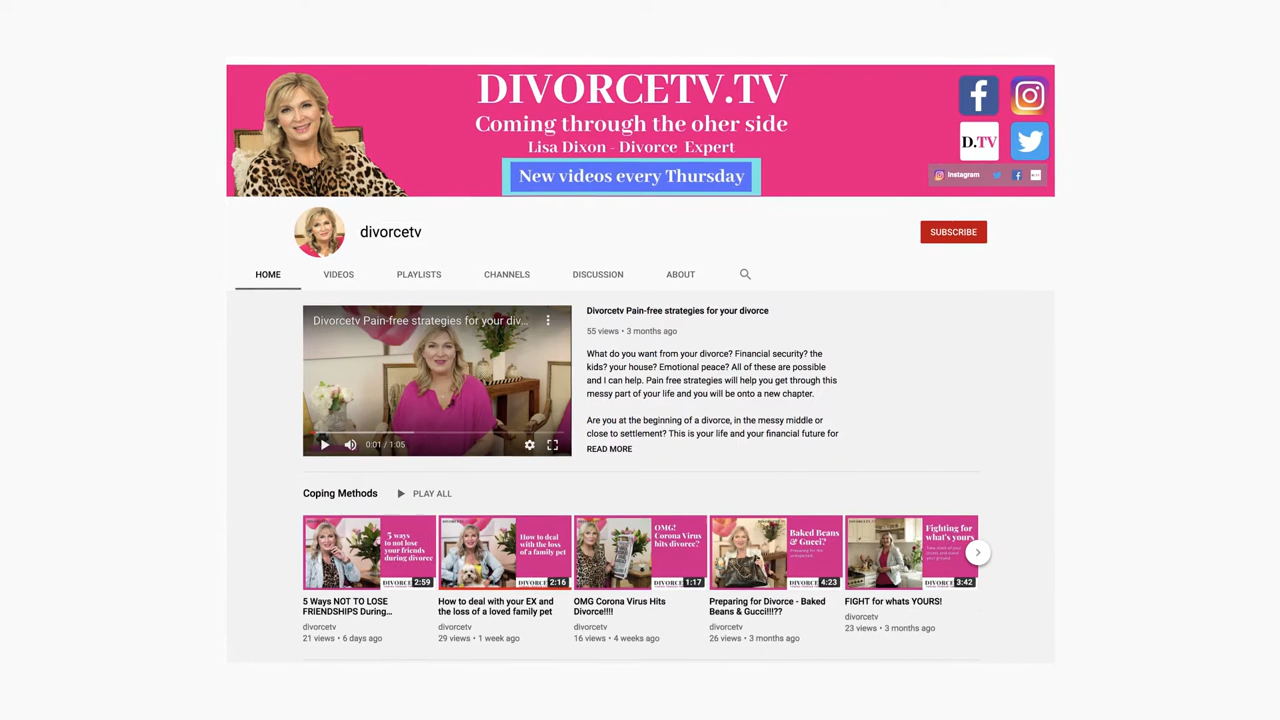 DIVORCETV.TV
Coming through the oher side
Lisa Dixon - Divorce Expert
New videos every Thursday
D.TV
Instagram
divorcetv
SUBSCRIBE
HOME
VIDEOS
PLAYLISTS
CHANNELS
DISCUSSION
ABOUT
Divorcetv Pain-free strategies for your div...
0:01 / 1:05
Divorcetv Pain-free strategies for your divorce
55 views • 3 months ago
What do you want from your divorce? Financial security? the
kids? your house? Emotional peace? All of these are possible
and I can help. Pain free strategies will help you get through this
messy part of your life and you will be onto a new chapter.
Are you at the beginning of a divorce, in the messy middle or
close to settlement? This is your life and your financial future for
READ MORE
Coping Methods
PLAY ALL
5 ways
to not lose
your friends
during divorce
DIVORCE
2:59
5 Ways NOT TO LOSE
FRIENDSHIPS During...
divorcetv
21 views • 6 days ago
How to deal
with the loss
of a family pet
DIVORCE
2:16
How to deal with your EX and
the loss of a loved family pet
divorcetv
29 views • 1 week ago
OMG!
Corona Virus
hits divorce?
DIVORCE
1:17
OMG Corona Virus Hits
Divorce!!!!
divorcetv
16 views • 4 weeks ago
Baked Beans
& Gucci?
Preparing for the
unexpected.
DIVORCE
4:23
Preparing for Divorce - Baked
Beans & Gucci!!!??
divorcetv
26 views • 3 months ago
Fighting for
what's yours
DIVORCE
3:42
FIGHT for whats YOURS!
divorcetv
23 views • 3 months ago